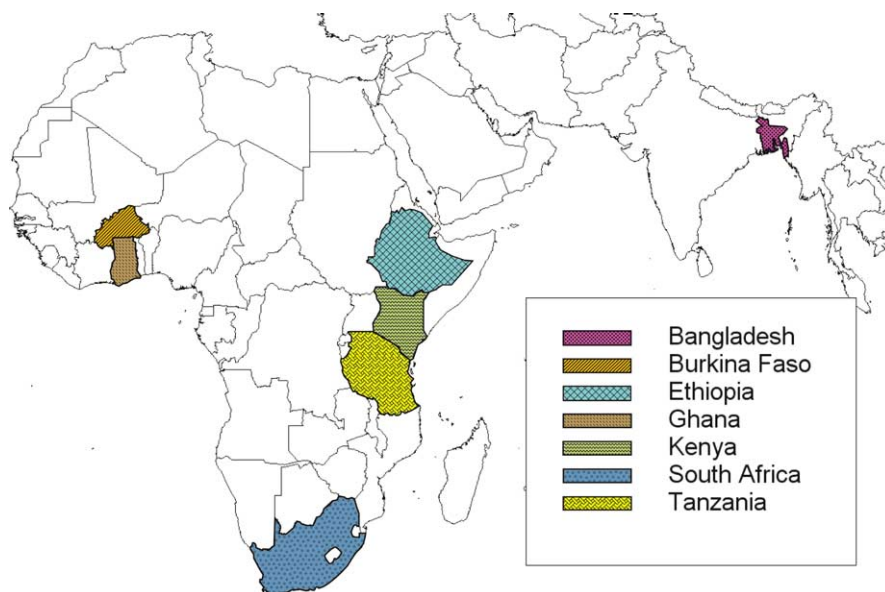 Bangladesh
Burkina Faso
Ethiopia
Ghana
Kenya
South Africa
Tanzania